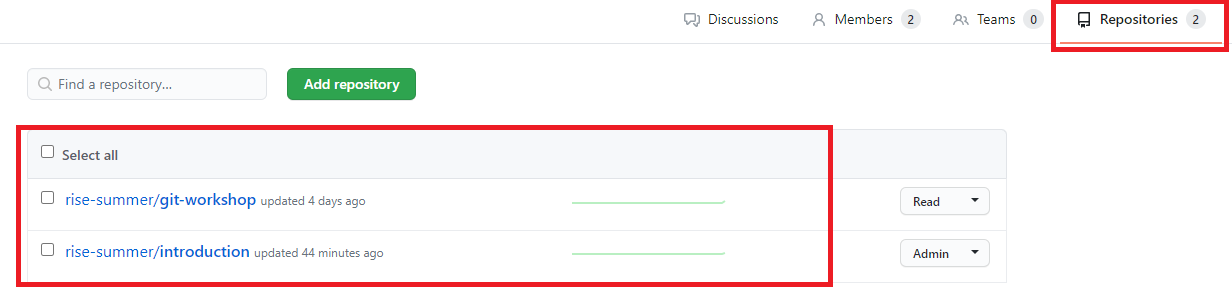 Discussions Members 2 Teams 0 Repositories 2
Find a repository... Add repository
Select all
rise-summer/git-workshop updated 4 days ago Read
rise-summer/introduction updated 44 minutes ago Admin